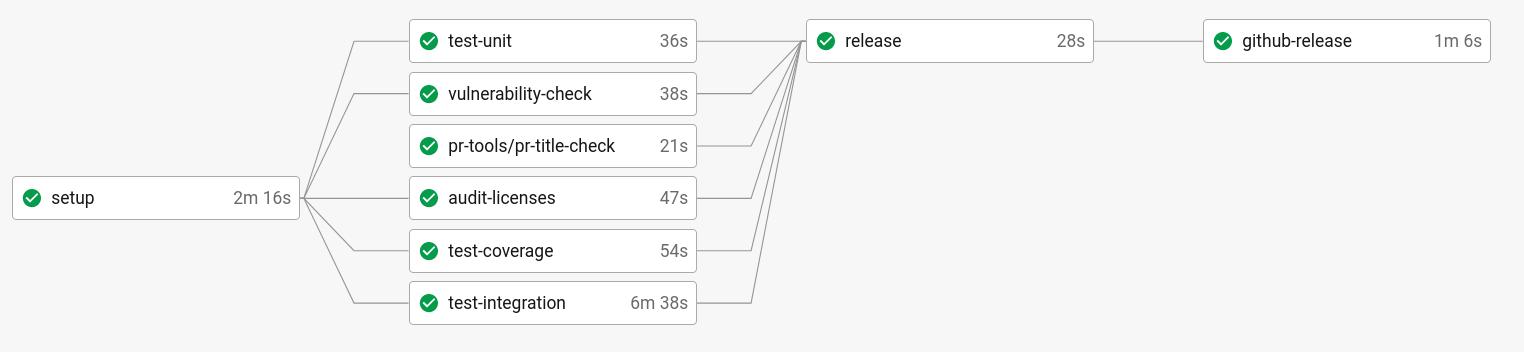 setup 2m 16s
test-unit 36s
vulnerability-check 38s
pr-tools/pr-title-check 21s
audit-licenses 47s
test-coverage 54s
test-integration 6m 38s
release 28s
github-release 1m 6s